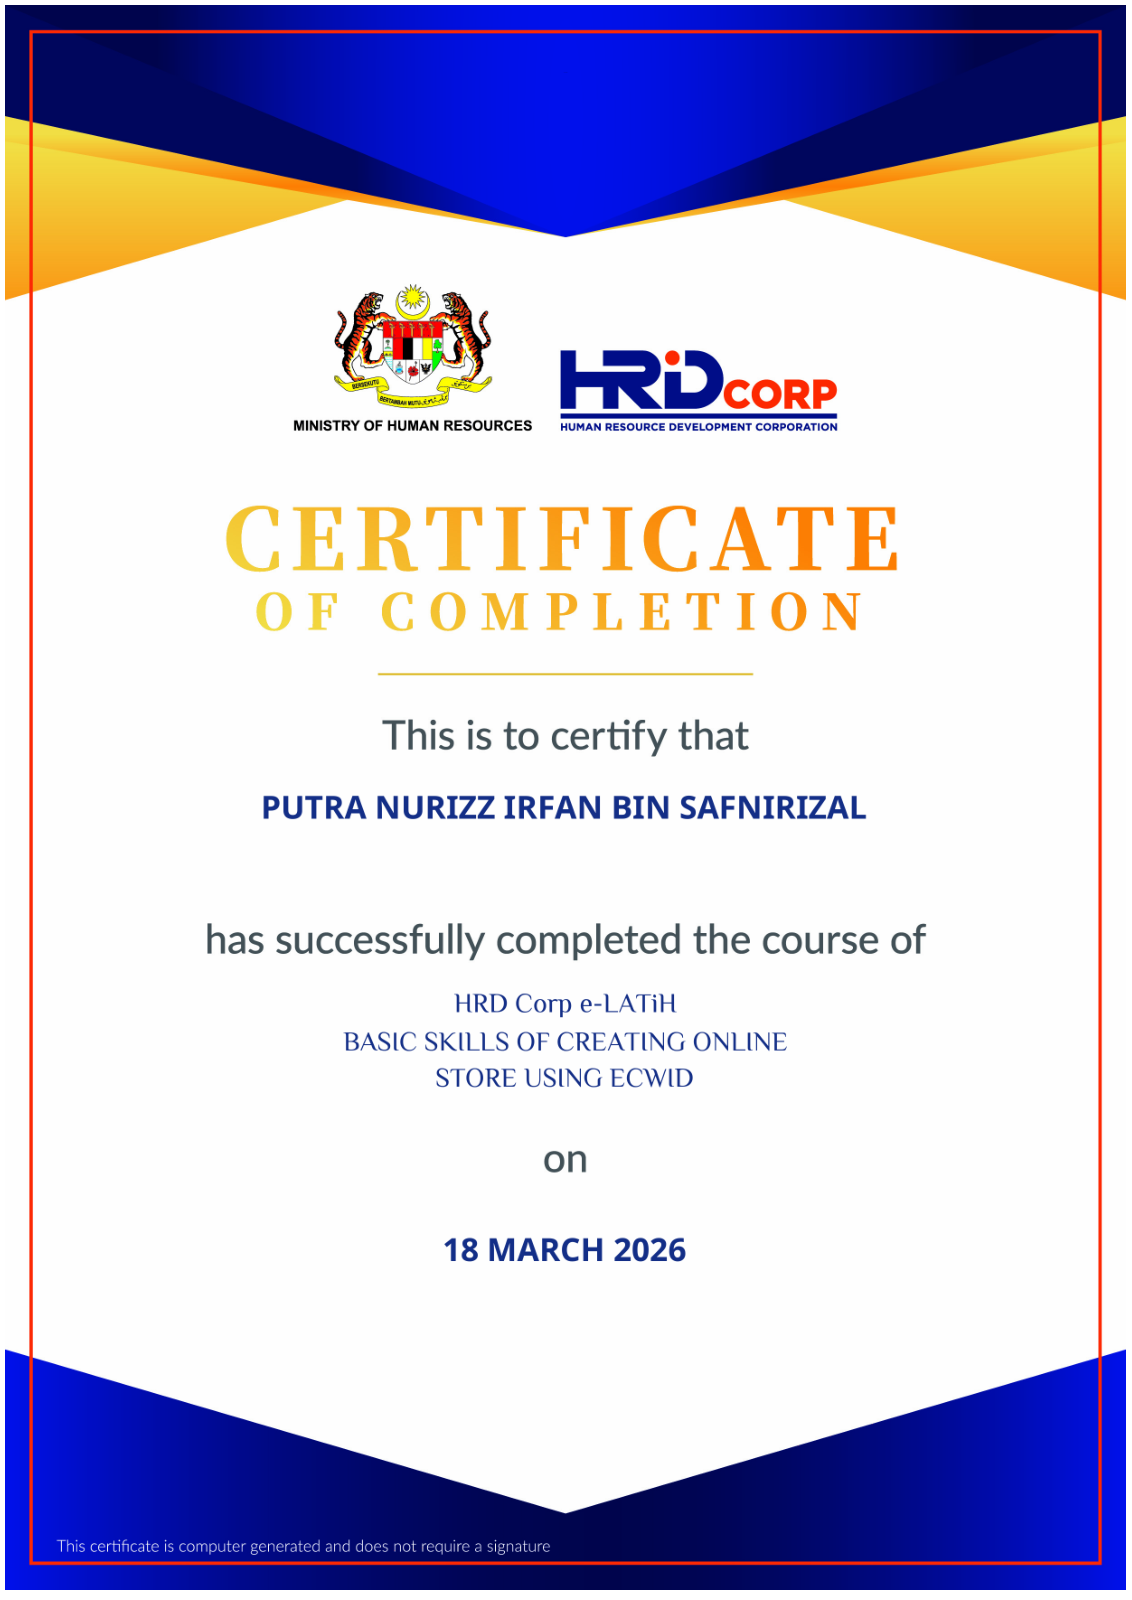 BERSEKUTU
BERTAMBAH MUTU
MINISTRY OF HUMAN RESOURCES
HRD CORP
HUMAN RESOURCE DEVELOPMENT CORPORATION
CERTIFICATE
OF COMPLETION
This is to certify that
PUTRA NURIZZ IRFAN BIN SAFNIRIZAL
has successfully completed the course of
HRD Corp e-LATiH
BASIC SKILLS OF CREATING ONLINE
STORE USING ECWID
on
18 MARCH 2026
This certificate is computer generated and does not require a signature